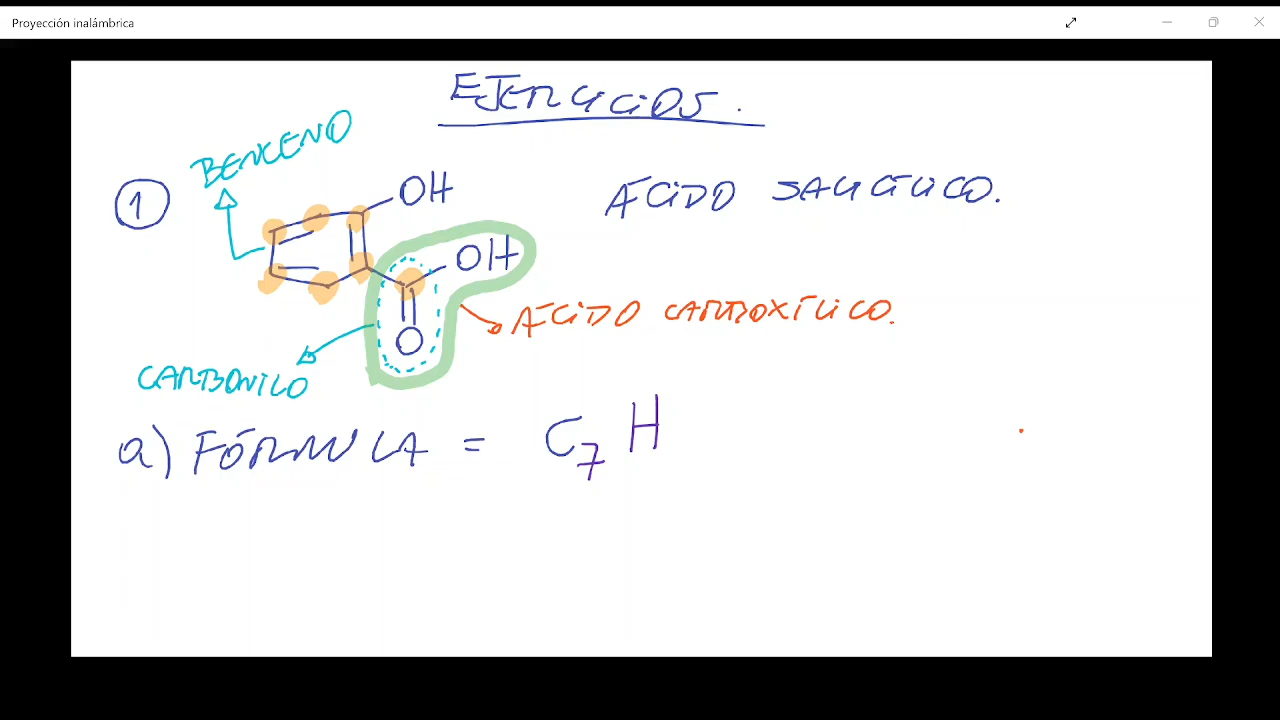 Proyección inalámbrica
EJERCICIOS.
BENCENO
1
OH
ÁCIDO SALICÍLICO.
OH
O
ÁCIDO CARBOXÍLICO.
CARBONILO
a) FÓRMULA = C7 H